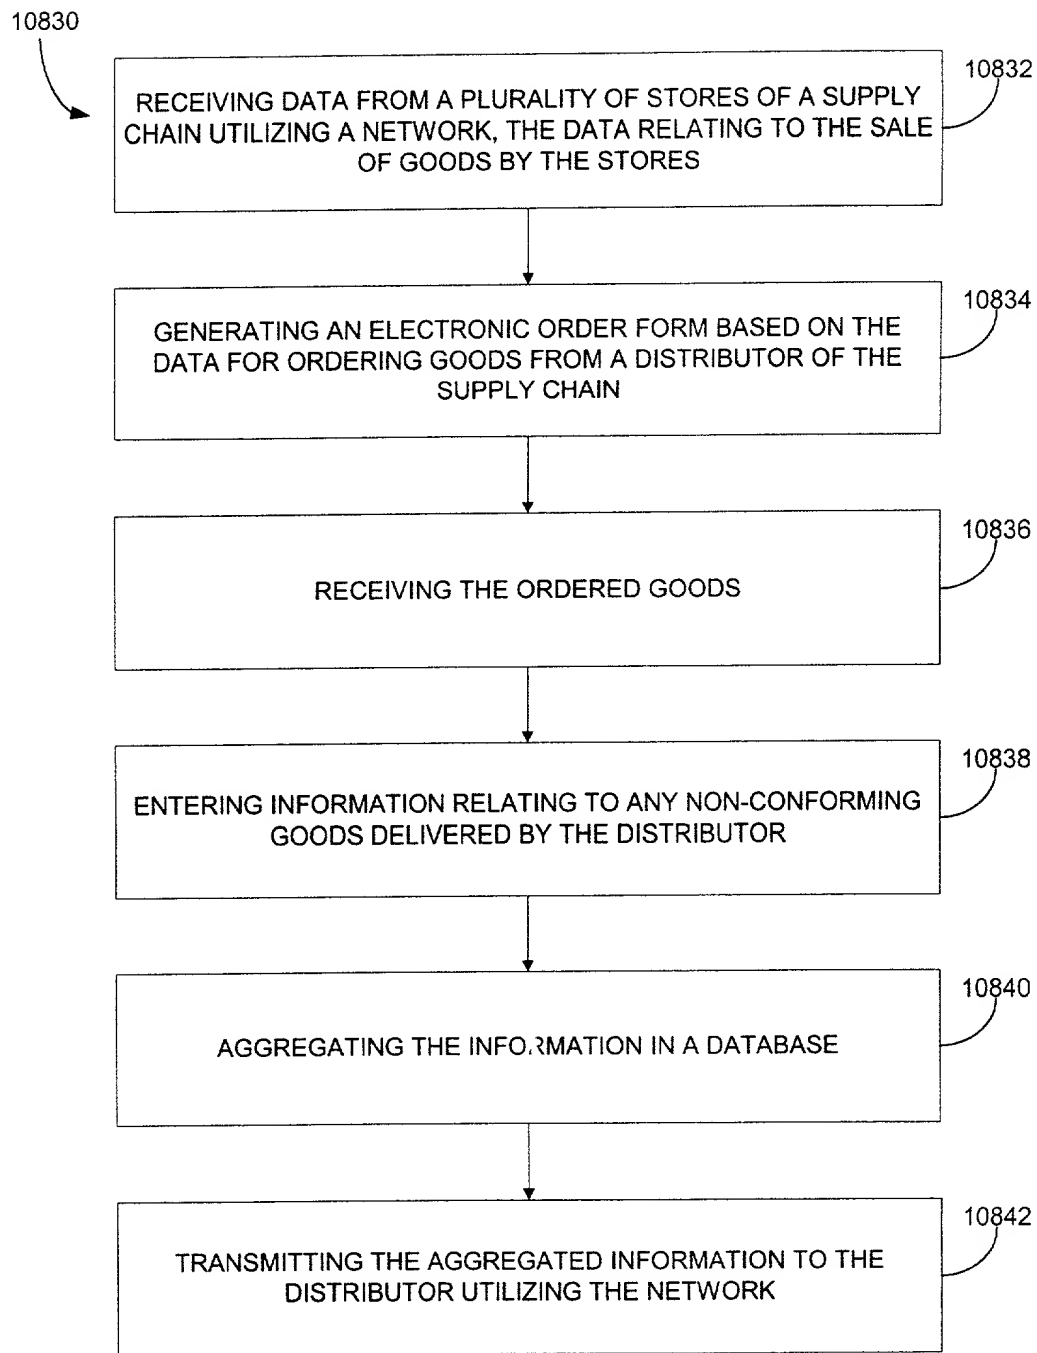 10830
10832
RECEIVING DATA FROM A PLURALITY OF STORES OF A SUPPLY
CHAIN UTILIZING A NETWORK, THE DATA RELATING TO THE SALE
OF GOODS BY THE STORES
10834
GENERATING AN ELECTRONIC ORDER FORM BASED ON THE
DATA FOR ORDERING GOODS FROM A DISTRIBUTOR OF THE
SUPPLY CHAIN
10836
RECEIVING THE ORDERED GOODS
10838
ENTERING INFORMATION RELATING TO ANY NON-CONFORMING
GOODS DELIVERED BY THE DISTRIBUTOR
10840
AGGREGATING THE INFORMATION IN A DATABASE
10842
TRANSMITTING THE AGGREGATED INFORMATION TO THE
DISTRIBUTOR UTILIZING THE NETWORK